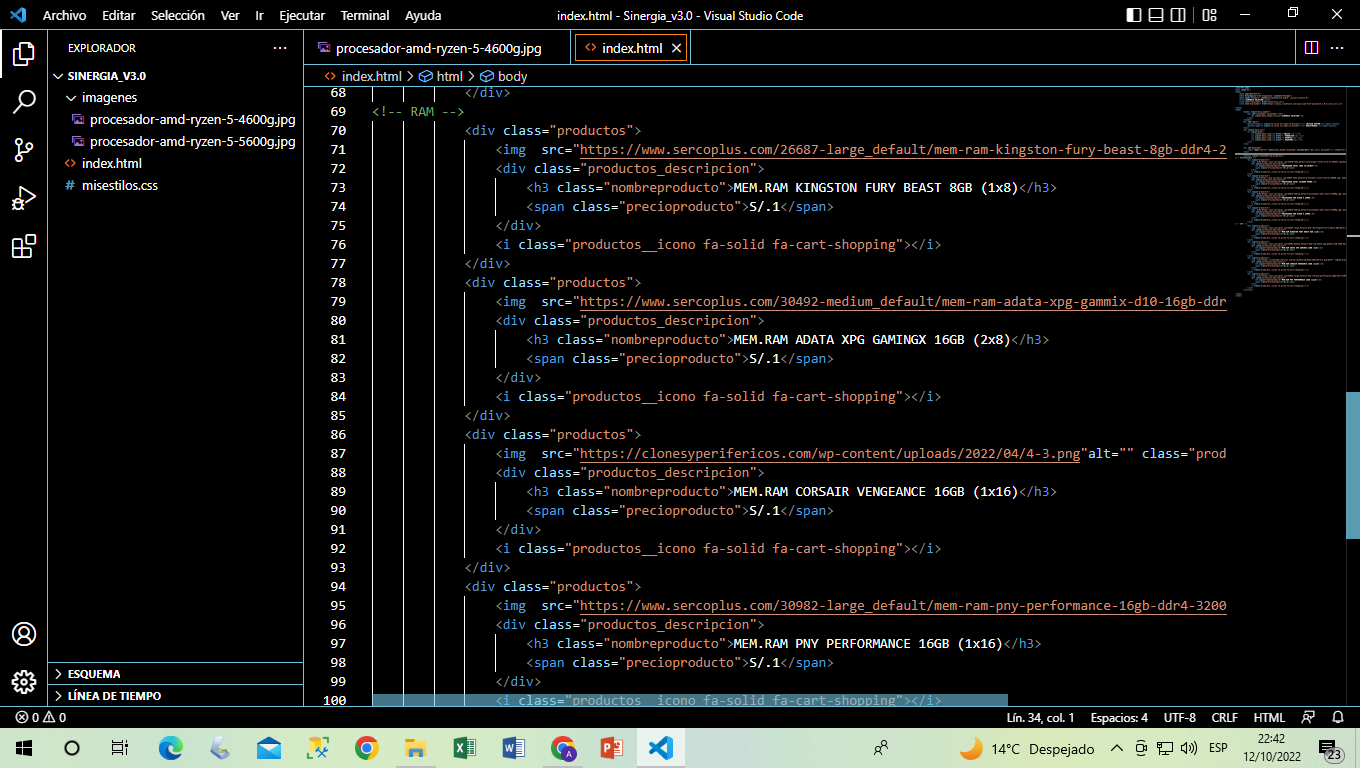 Archivo Editar Selección Ver Ir Ejecutar Terminal Ayuda
index.html - Sinergia_v3.0 - Visual Studio Code
EXPLORADOR
SINERGIA_V3.0
imagenes
procesador-amd-ryzen-5-4600g.jpg
procesador-amd-ryzen-5-5600g.jpg
index.html
misestilos.css
ESQUEMA
LÍNEA DE TIEMPO
procesador-amd-ryzen-5-4600g.jpg
index.html
index.html > html > body
68 </div>
69 <!-- RAM -->
70 <div class="productos">
71 <img  src="https://www.sercoplus.com/26687-large_default/mem-ram-kingston-fury-beast-8gb-ddr4-2
72 <div class="productos_descripcion">
73 <h3 class="nombreproducto">MEM.RAM KINGSTON FURY BEAST 8GB (1x8)</h3>
74 <span class="precioproducto">S/.1</span>
75 </div>
76 <i class="productos__icono fa-solid fa-cart-shopping"></i>
77 </div>
78 <div class="productos">
79 <img  src="https://www.sercoplus.com/30492-medium_default/mem-ram-adata-xpg-gammix-d10-16gb-ddr
80 <div class="productos_descripcion">
81 <h3 class="nombreproducto">MEM.RAM ADATA XPG GAMINGX 16GB (2x8)</h3>
82 <span class="precioproducto">S/.1</span>
83 </div>
84 <i class="productos__icono fa-solid fa-cart-shopping"></i>
85 </div>
86 <div class="productos">
87 <img  src="https://clonesyperifericos.com/wp-content/uploads/2022/04/4-3.png"alt="" class="prod
88 <div class="productos_descripcion">
89 <h3 class="nombreproducto">MEM.RAM CORSAIR VENGEANCE 16GB (1x16)</h3>
90 <span class="precioproducto">S/.1</span>
91 </div>
92 <i class="productos__icono fa-solid fa-cart-shopping"></i>
93 </div>
94 <div class="productos">
95 <img  src="https://www.sercoplus.com/30982-large_default/mem-ram-pny-performance-16gb-ddr4-3200
96 <div class="productos_descripcion">
97 <h3 class="nombreproducto">MEM.RAM PNY PERFORMANCE 16GB (1x16)</h3>
98 <span class="precioproducto">S/.1</span>
99 </div>
100 <i class="productos__icono fa-solid fa-cart-shopping"></i>
0 0
Lín. 34, col. 1 Espacios: 4 UTF-8 CRLF HTML
14°C Despejado ESP
22:42
12/10/2022
23